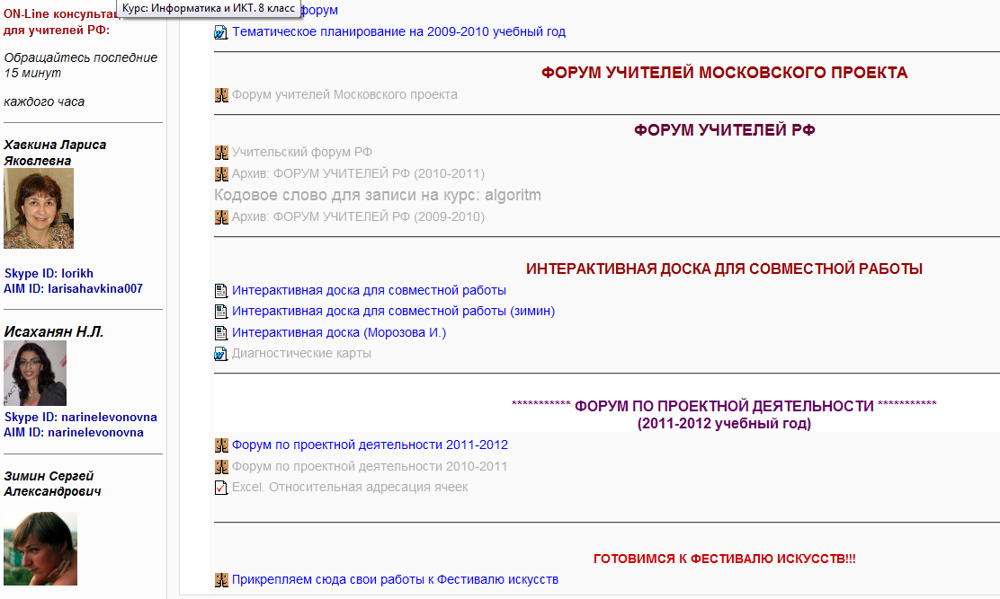 ON-Line консультац
для учителей РФ:
Обращайтесь последние
15 минут
каждого часа
Хавкина Лариса
Яковлевна
Skype ID: lorikh
AIM ID: larisahavkina007
Исаханян Н.Л.
Skype ID: narinelevonovna
AIM ID: narinelevonovna
Зимин Сергей
Александрович
Курс: Информатика и ИКТ. 8 класс
форум
Тематическое планирование на 2009-2010 учебный год
ФОРУМ УЧИТЕЛЕЙ МОСКОВСКОГО ПРОЕКТА
Форум учителей Московского проекта
ФОРУМ УЧИТЕЛЕЙ РФ
Учительский форум РФ
Архив: ФОРУМ УЧИТЕЛЕЙ РФ (2010-2011)
Кодовое слово для записи на курс: algoritm
Архив: ФОРУМ УЧИТЕЛЕЙ РФ (2009-2010)
ИНТЕРАКТИВНАЯ ДОСКА ДЛЯ СОВМЕСТНОЙ РАБОТЫ
Интерактивная доска для совместной работы
Интерактивная доска для совместной работы (зимин)
Интерактивная доска (Морозова И.)
Диагностические карты
*********** ФОРУМ ПО ПРОЕКТНОЙ ДЕЯТЕЛЬНОСТИ ***********
(2011-2012 учебный год)
Форум по проектной деятельности 2011-2012
Форум по проектной деятельности 2010-2011
Excel. Относительная адресация ячеек
ГОТОВИМСЯ К ФЕСТИВАЛЮ ИСКУССТВ!!!
Прикрепляем сюда свои работы к Фестивалю искусств